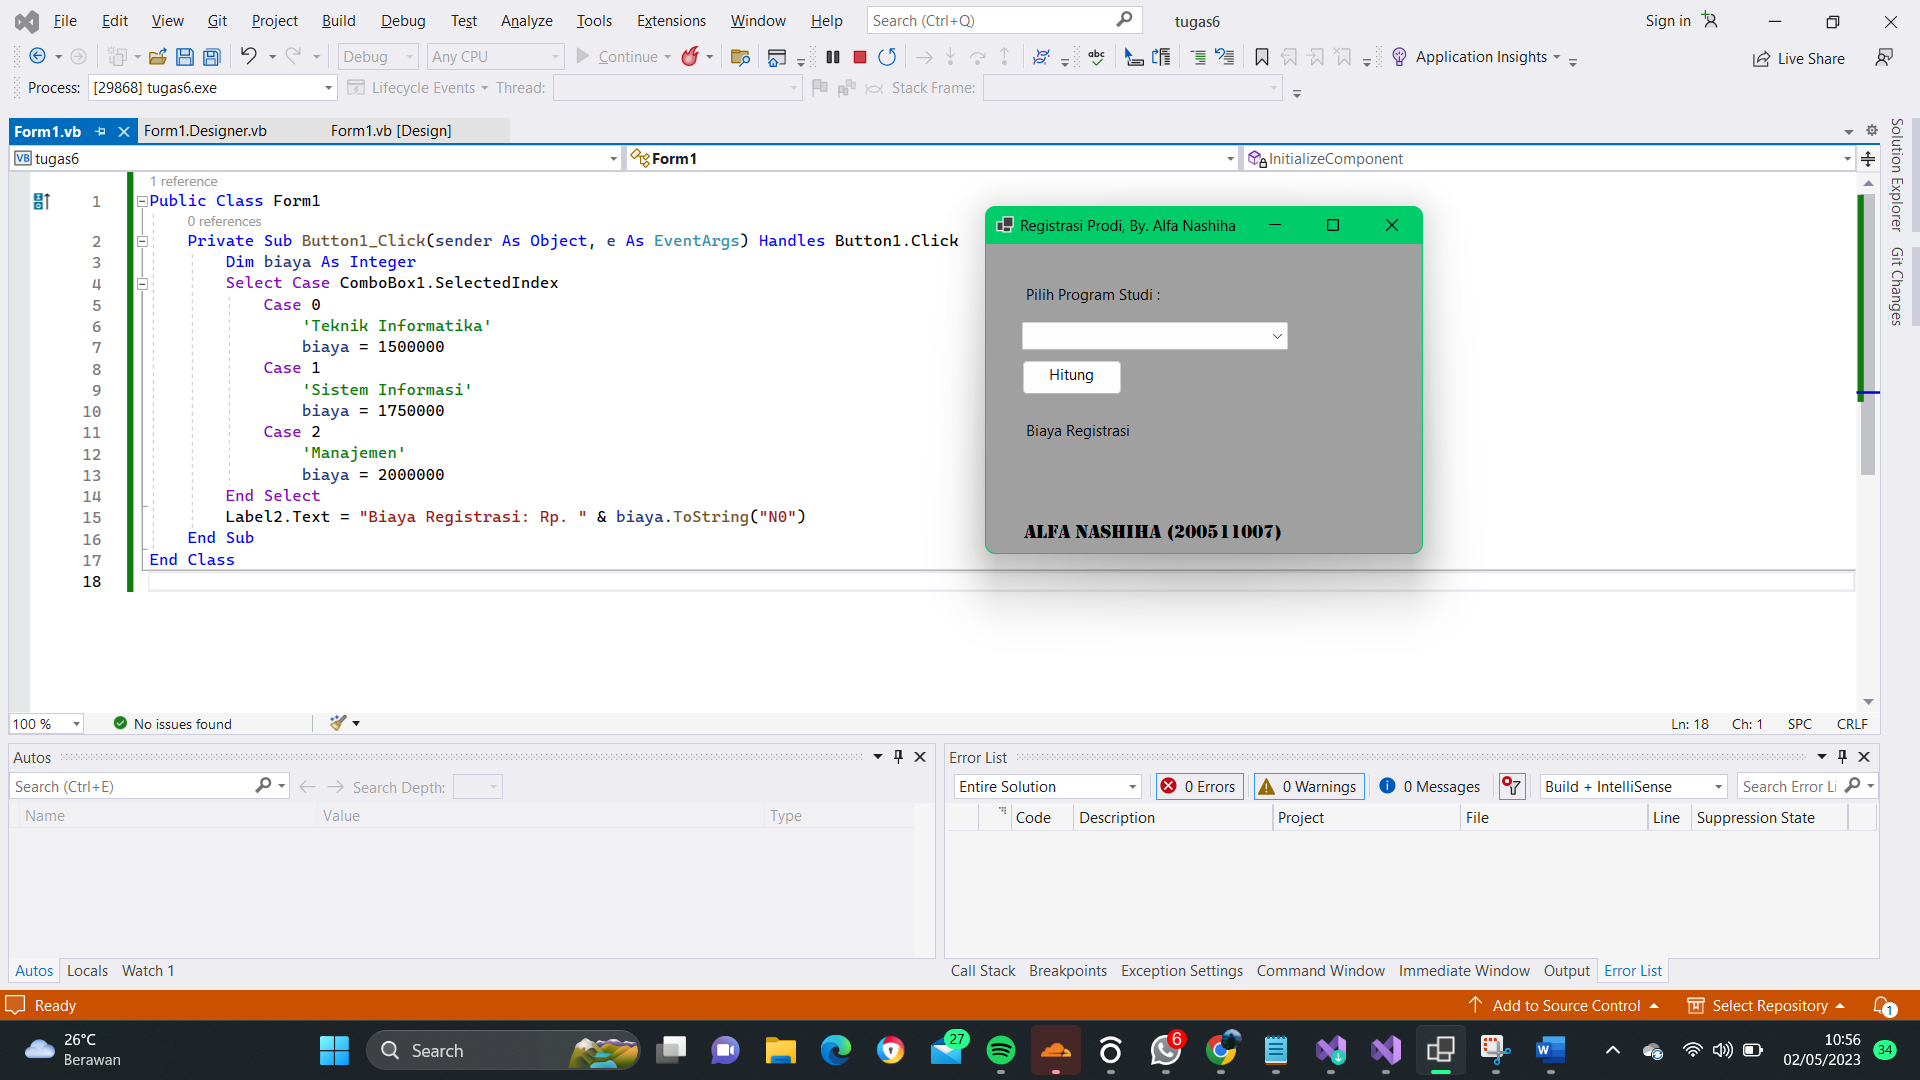 File Edit View Git Project Build Debug Test Analyze Tools Extensions Window Help Search (Ctrl+Q) tugas6 Sign in
Debug Any CPU Continue Application Insights Live Share
Process: [29868] tugas6.exe Lifecycle Events Thread: Stack Frame:
Form1.vb Form1.Designer.vb Form1.vb [Design]
VB tugas6 Form1 InitializeComponent
1 reference
1 Public Class Form1
0 references
2 Private Sub Button1_Click(sender As Object, e As EventArgs) Handles Button1.Click
3 Dim biaya As Integer
4 Select Case ComboBox1.SelectedIndex
5 Case 0
6 'Teknik Informatika'
7 biaya = 1500000
8 Case 1
9 'Sistem Informasi'
10 biaya = 1750000
11 Case 2
12 'Manajemen'
13 biaya = 2000000
14 End Select
15 Label2.Text = "Biaya Registrasi: Rp. " & biaya.ToString("N0")
16 End Sub
17 End Class
18
Registrasi Prodi, By. Alfa Nashiha
Pilih Program Studi :
Hitung
Biaya Registrasi
ALFA NASHIHA (200511007)
Solution Explorer
Git Changes
100 % No issues found Ln: 18 Ch: 1 SPC CRLF
Autos
Search (Ctrl+E) Search Depth:
Name Value Type
Autos Locals Watch 1
Error List
Entire Solution 0 Errors 0 Warnings 0 Messages Build + IntelliSense Search Error Li
Code Description Project File Line Suppression State
Call Stack Breakpoints Exception Settings Command Window Immediate Window Output Error List
Ready Add to Source Control Select Repository 1
26°C
Berawan
Search 27 6
10:56
02/05/2023 34